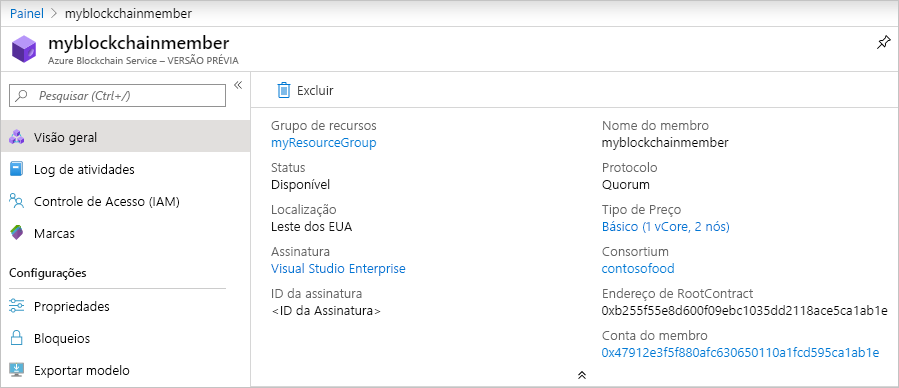 Painel > myblockchainmember
myblockchainmember
Azure Blockchain Service – VERSÃO PRÉVIA
Pesquisar (Ctrl+/)
«
Visão geral
Log de atividades
Controle de Acesso (IAM)
Marcas
Configurações
Propriedades
Bloqueios
Exportar modelo
Excluir
Grupo de recursos
myResourceGroup
Status
Disponível
Localização
Leste dos EUA
Assinatura
Visual Studio Enterprise
ID da assinatura
<ID da Assinatura>
Nome do membro
myblockchainmember
Protocolo
Quorum
Tipo de Preço
Básico (1 vCore, 2 nós)
Consortium
contosofood
Endereço de RootContract
0xb255f55e8d600f09ebc1035dd2118ace5ca1ab1e
Conta do membro
0x47912e3f5f880afc630650110a1fcd595ca1ab1e